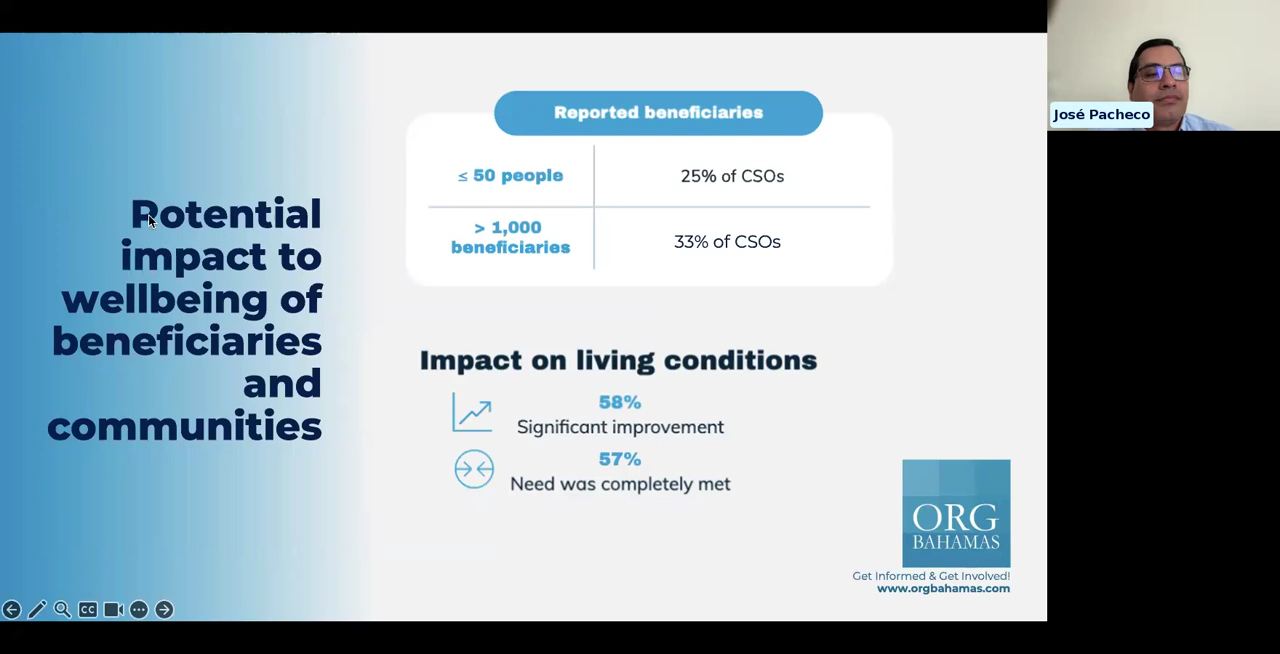 Potential
impact to
wellbeing of
beneficiaries
and
communities
Reported beneficiaries
≤ 50 people
25% of CSOs
> 1,000
beneficiaries
33% of CSOs
Impact on living conditions
58%
Significant improvement
57%
Need was completely met
ORG
BAHAMAS
Get Informed & Get Involved!
www.orgbahamas.com
CC
José Pacheco